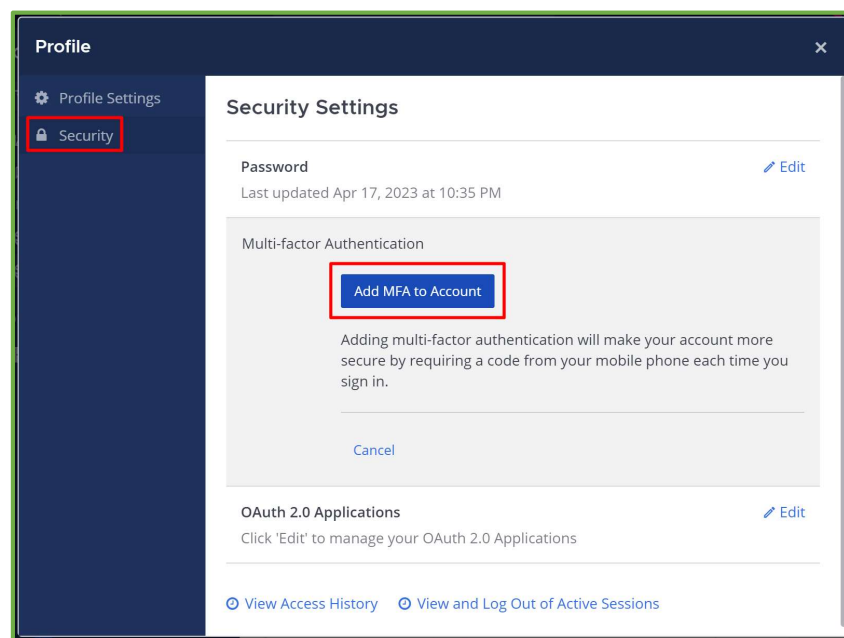 Profile
Profile Settings
Security
Security Settings
Password
Edit
Last updated Apr 17, 2023 at 10:35 PM
Multi-factor Authentication
Add MFA to Account
Adding multi-factor authentication will make your account more
secure by requiring a code from your mobile phone each time you
sign in.
Cancel
OAuth 2.0 Applications
Edit
Click 'Edit' to manage your OAuth 2.0 Applications
View Access History
View and Log Out of Active Sessions